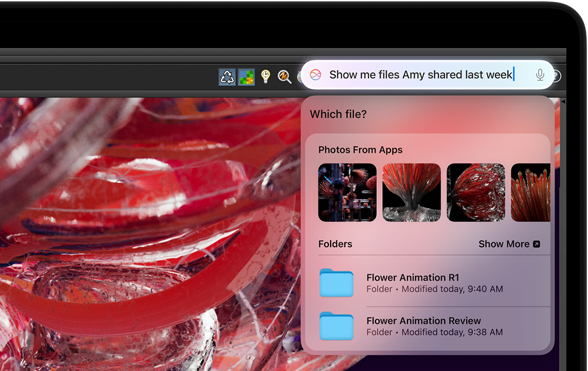 Show me files Amy shared last week
Which file?
Photos From Apps
Folders
Show More
Flower Animation R1
Folder • Modified today, 9:40 AM
Flower Animation Review
Folder • Modified today, 9:38 AM